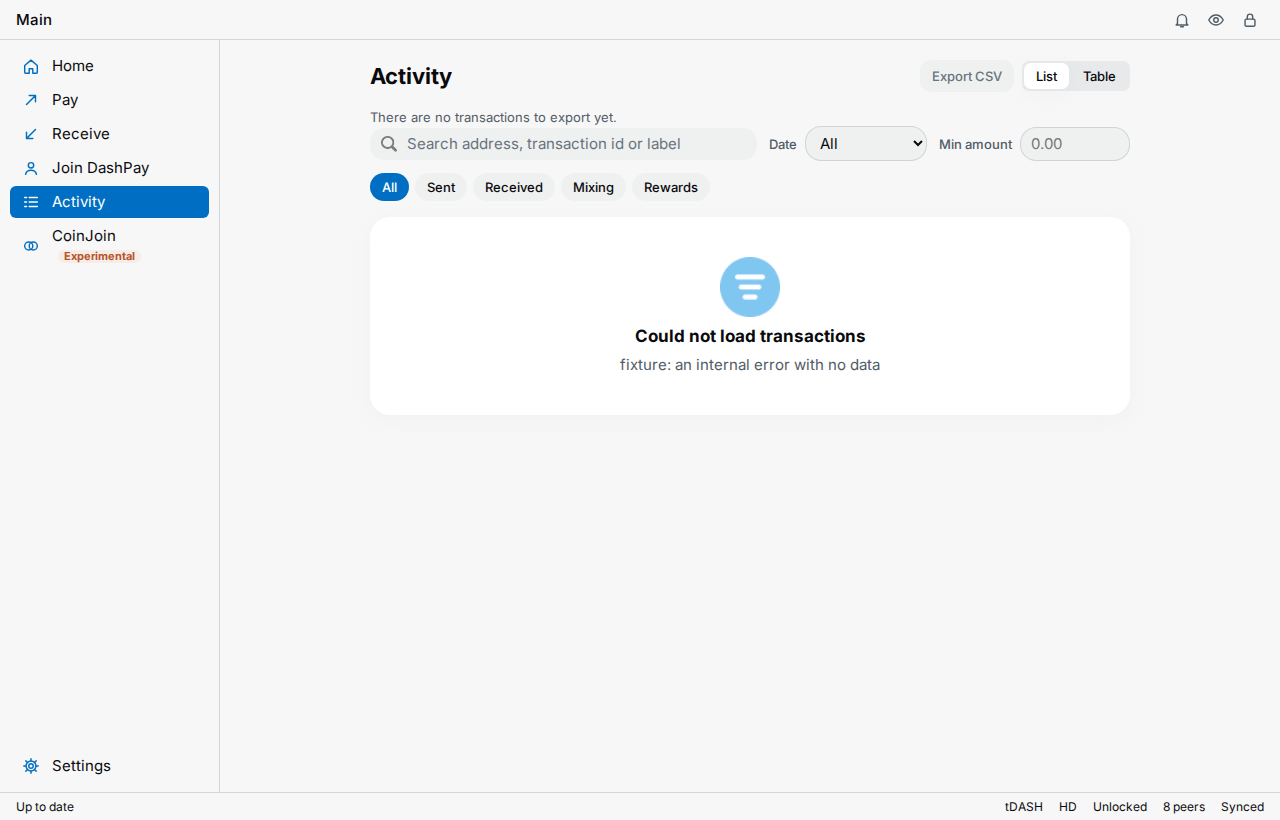 Main
Home
Pay
Receive
Join DashPay
Activity
CoinJoin
Experimental
Settings
Activity
Export CSV
List
Table
There are no transactions to export yet.
Search address, transaction id or label
Date
All
Min amount
0.00
All
Sent
Received
Mixing
Rewards
Could not load transactions
fixture: an internal error with no data
Up to date
tDASH
HD
Unlocked
8 peers
Synced